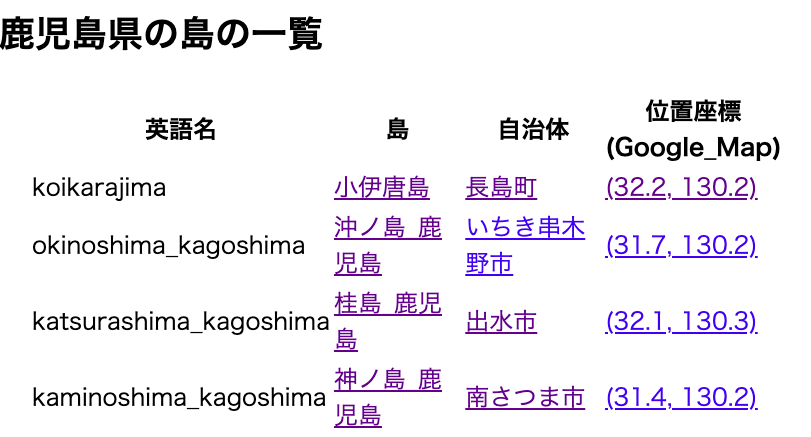 鹿児島県の島の一覧
英語名 島 自治体 位置座標
(Google_Map)
koikarajima 小伊唐島 長島町 (32.2, 130.2)
okinoshima_kagoshima 沖ノ島_鹿
児島 いちき串木
野市 (31.7, 130.2)
katsurashima_kagoshima 桂島_鹿児
島 出水市 (32.1, 130.3)
kaminoshima_kagoshima 神ノ島_鹿
児島 南さつま市 (31.4, 130.2)